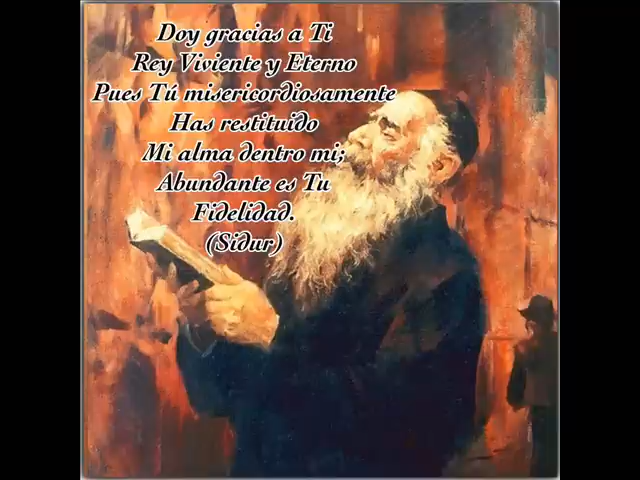 Doy gracias a Ti
Rey Viviente y Eterno
Pues Tú misericordiosamente
Has restituido
Mi alma dentro mi;
Abundante es Tu
Fidelidad.
(Sidur)